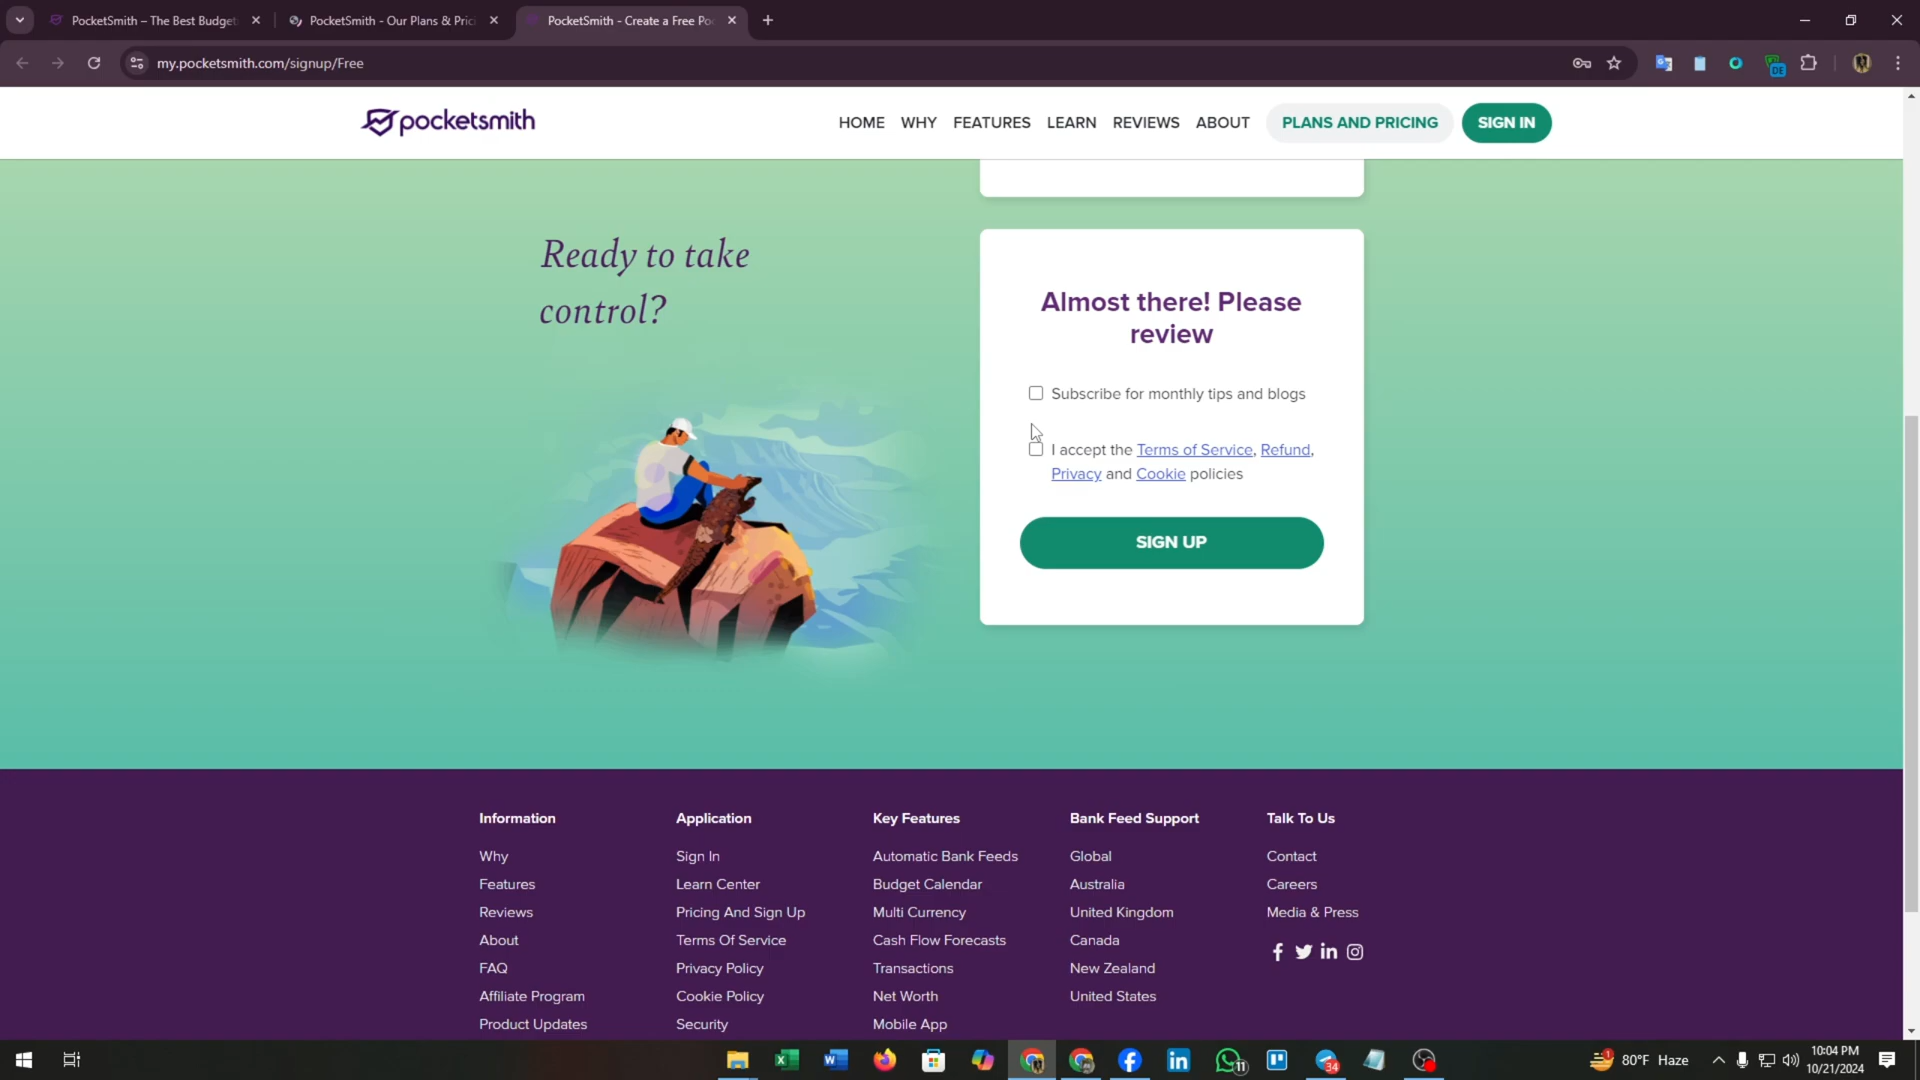 PocketSmith – The Best Budget
PocketSmith - Our Plans & Prici
PocketSmith - Create a Free Po
my.pocketsmith.com/signup/Free
DE
pocketsmith
HOME
WHY
FEATURES
LEARN
REVIEWS
ABOUT
PLANS AND PRICING
SIGN IN
Ready to take
control?
Almost there! Please
review
Subscribe for monthly tips and blogs
I accept the Terms of Service, Refund,
Privacy and Cookie policies
SIGN UP
Information
Why
Features
Reviews
About
FAQ
Affiliate Program
Product Updates
Application
Sign In
Learn Center
Pricing And Sign Up
Terms Of Service
Privacy Policy
Cookie Policy
Security
Key Features
Automatic Bank Feeds
Budget Calendar
Multi Currency
Cash Flow Forecasts
Transactions
Net Worth
Mobile App
Bank Feed Support
Global
Australia
United Kingdom
Canada
New Zealand
United States
Talk To Us
Contact
Careers
Media & Press
11
34
1
80°F Haze
10:04 PM
10/21/2024